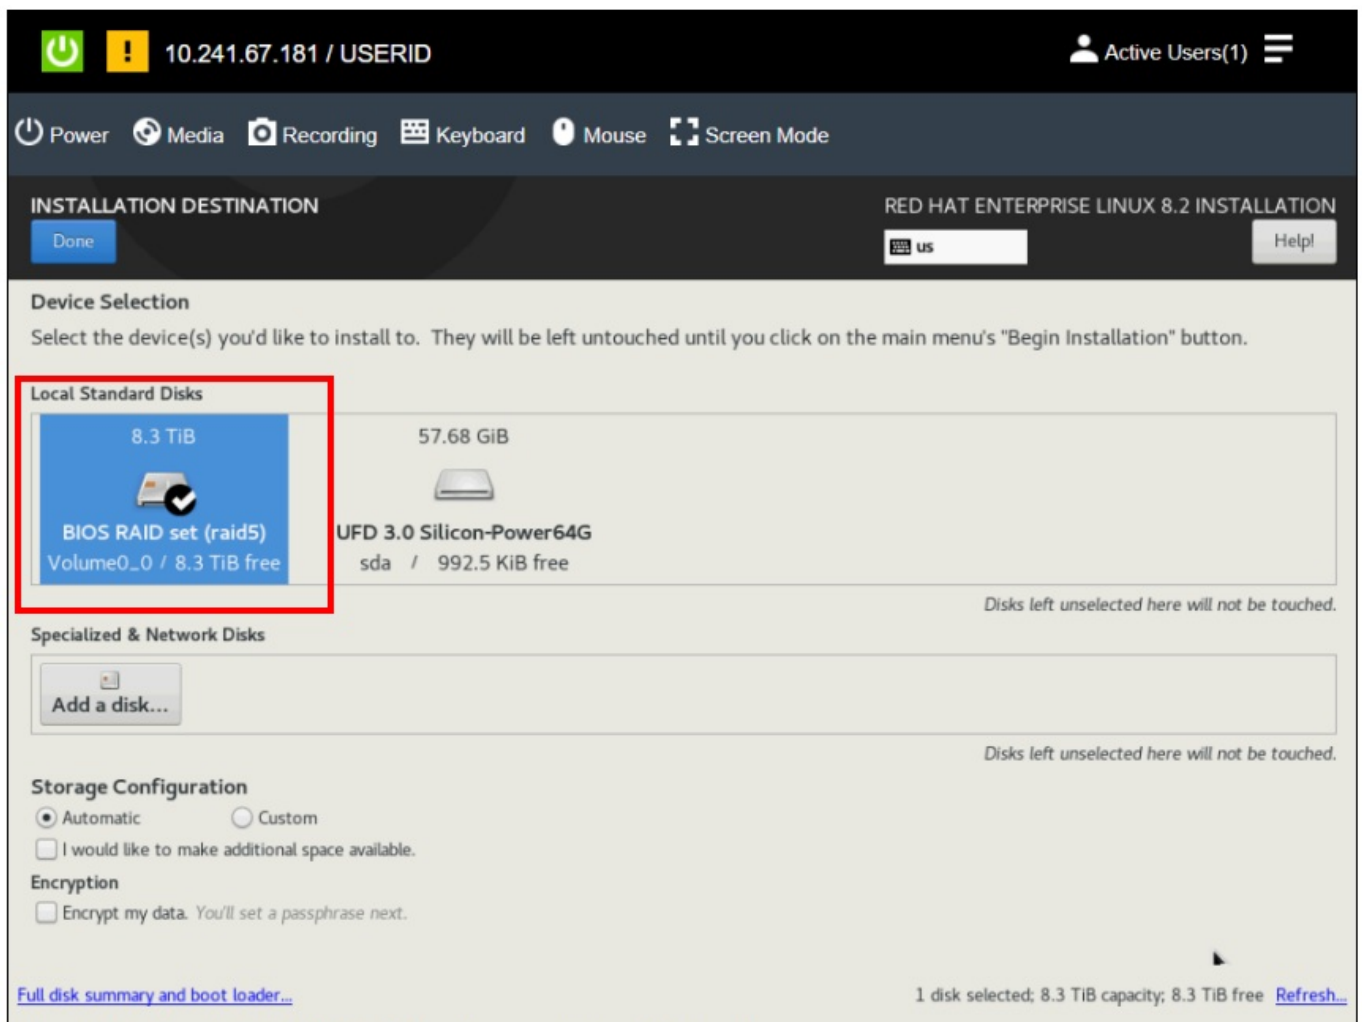 10.241.67.181 / USERID
Active Users(1)
Power Media Recording Keyboard Mouse Screen Mode
INSTALLATION DESTINATION
RED HAT ENTERPRISE LINUX 8.2 INSTALLATION
Done
us
Help!
Device Selection
Select the device(s) you'd like to install to. They will be left untouched until you click on the main menu's "Begin Installation" button.
Local Standard Disks
8.3 TiB
BIOS RAID set (raid5)
Volume0_0 / 8.3 TiB free
57.68 GiB
UFD 3.0 Silicon-Power64G
sda / 992.5 KiB free
Disks left unselected here will not be touched.
Specialized & Network Disks
Add a disk...
Disks left unselected here will not be touched.
Storage Configuration
Automatic Custom
I would like to make additional space available.
Encryption
Encrypt my data. You'll set a passphrase next.
Full disk summary and boot loader...
1 disk selected; 8.3 TiB capacity; 8.3 TiB free Refresh...